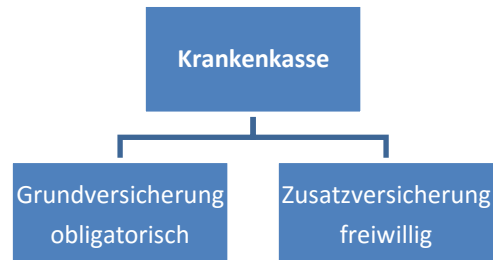 Krankenkasse
Grundversicherung
obligatorisch
Zusatzversicherung
freiwillig